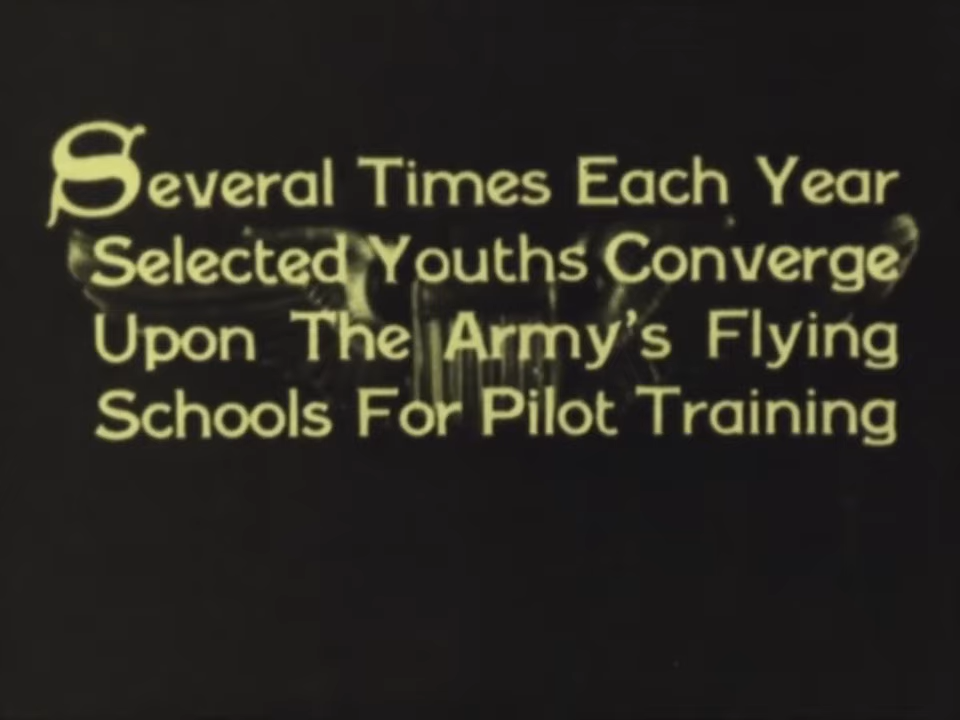 Several Times Each Year
Selected Youths Converge
Upon The Army's Flying
Schools For Pilot Training